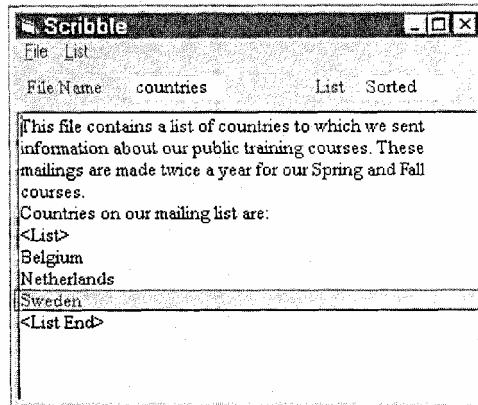 Scribble
File List
File Name countries List Sorted
This file contains a list of countries to which we sent
information about our public training courses. These
mailings are made twice a year for our Spring and Fall
courses.
Countries on our mailing list are:
<List>
Belgium
Netherlands
Sweden
<List End>